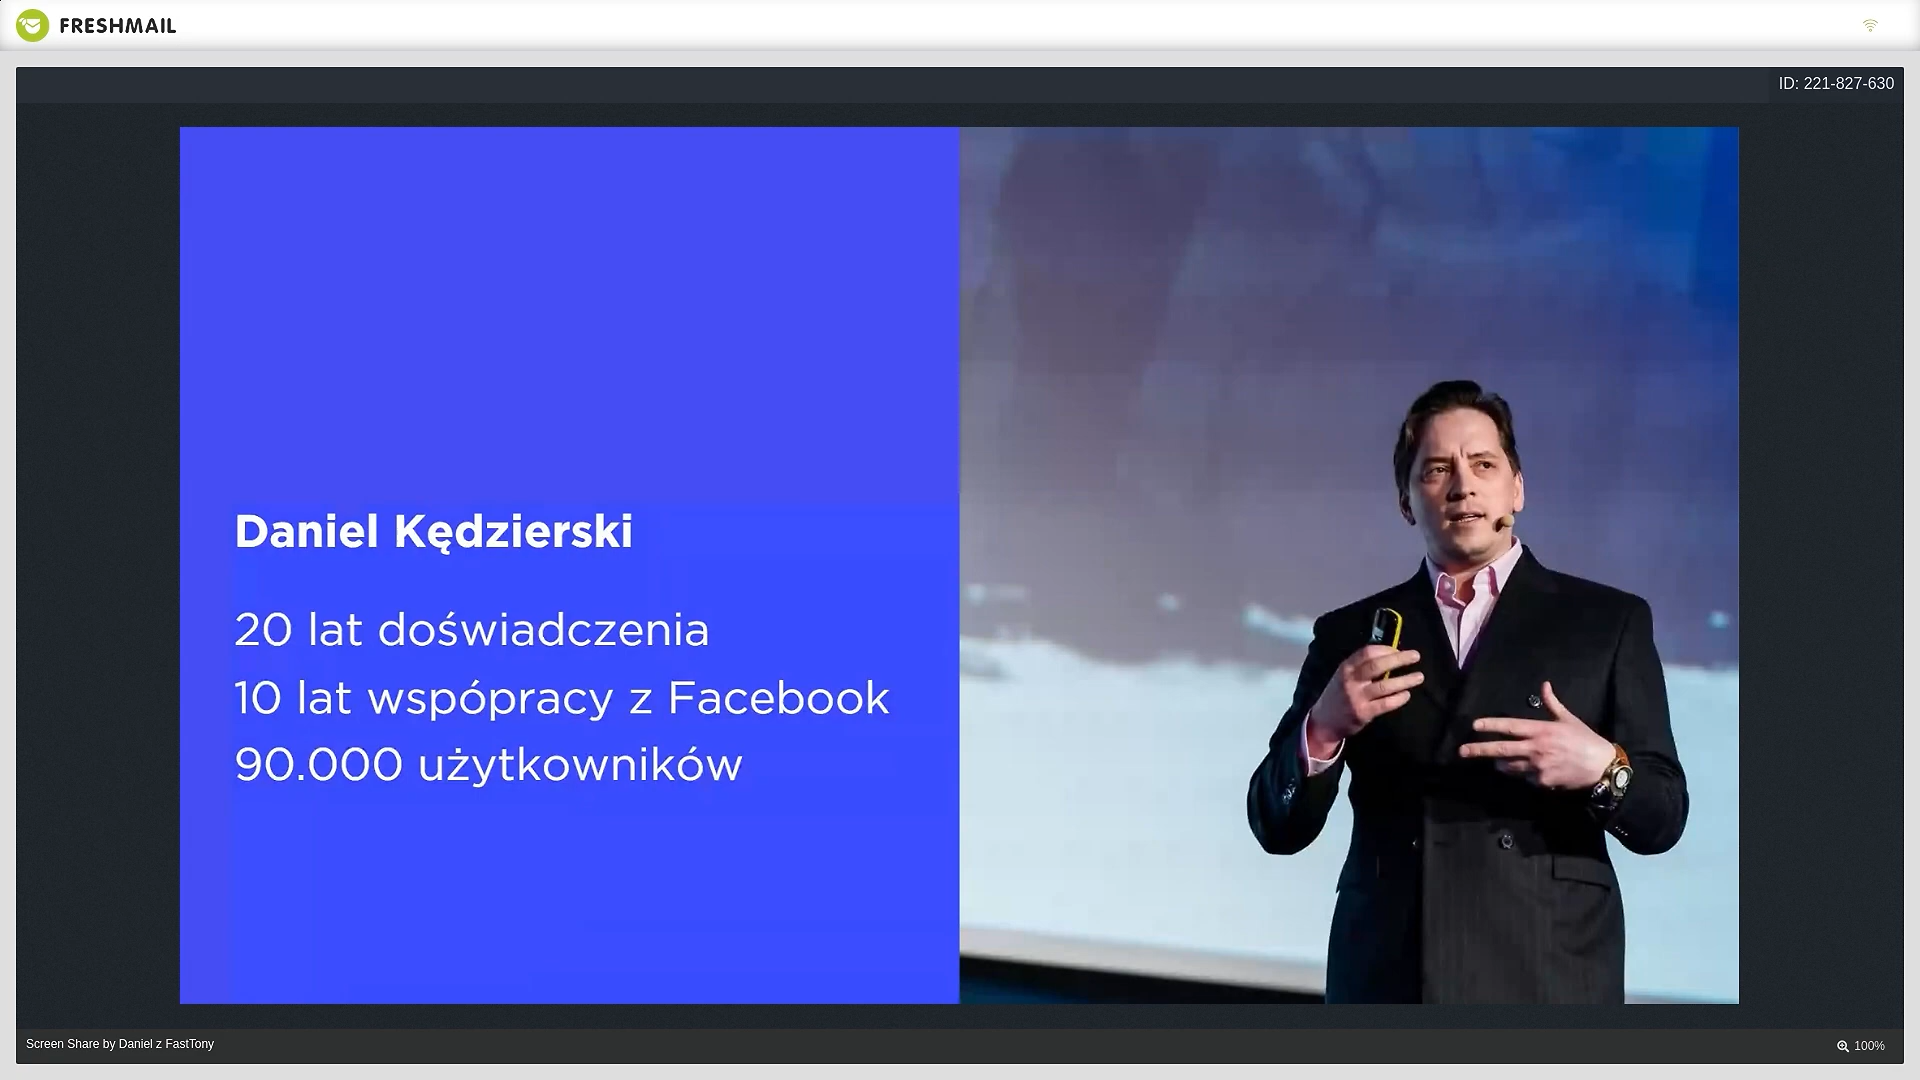 FRESHMAIL
ID: 221-827-630
Daniel Kędzierski
20 lat doświadczenia
10 lat wspópracy z Facebook
90.000 użytkowników
Screen Share by Daniel z FastTony
100%